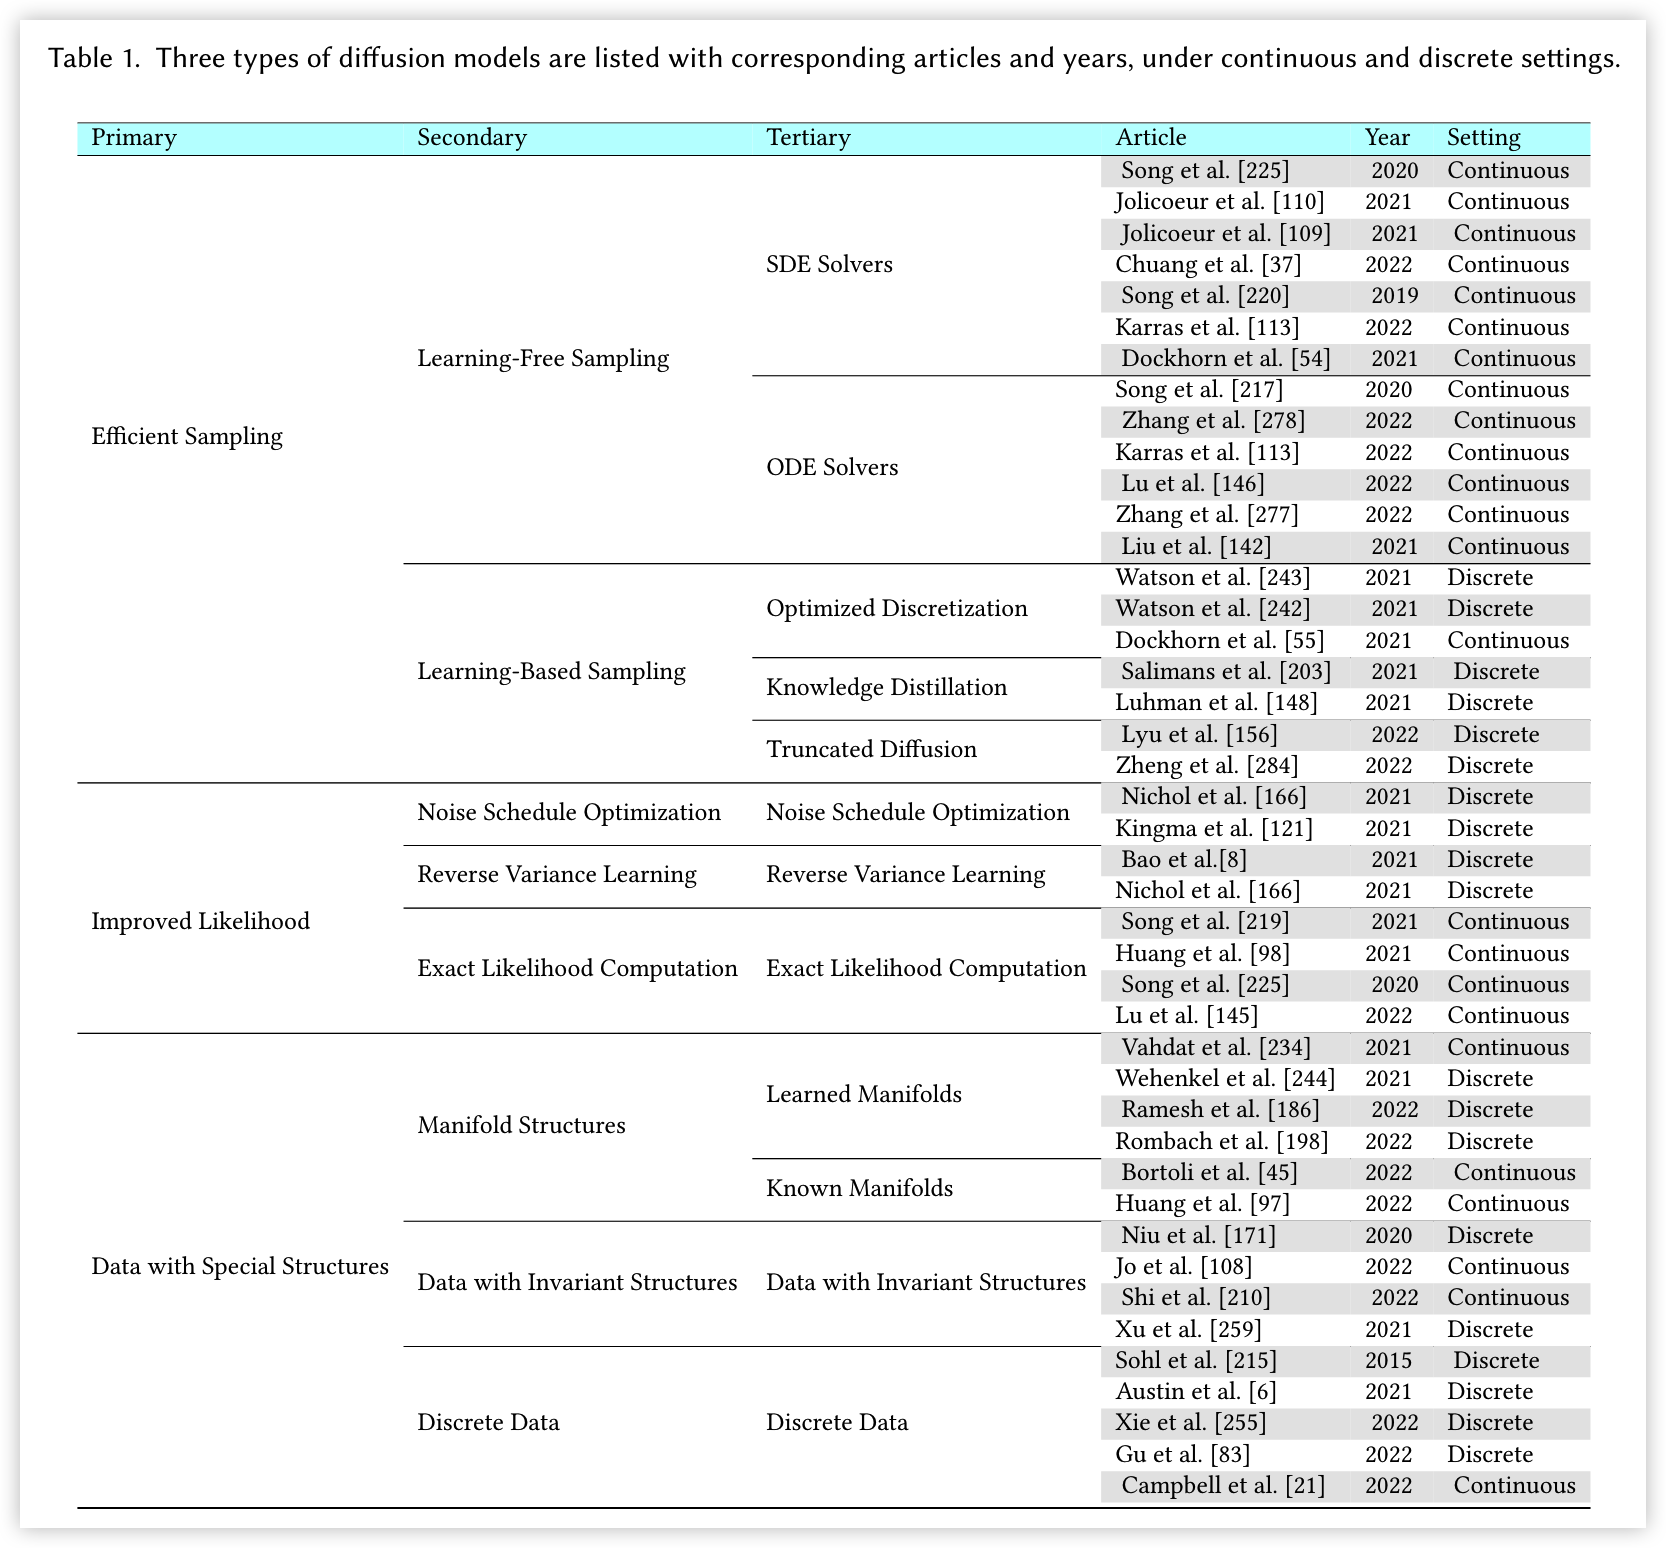 Table 1. Three types of diffusion models are listed with corresponding articles and years, under continuous and discrete settings.
Primary Secondary Tertiary Article Year Setting
Song et al. [225] 2020 Continuous
Jolicoeur et al. [110] 2021 Continuous
Jolicoeur et al. [109] 2021 Continuous
SDE Solvers Chuang et al. [37] 2022 Continuous
Song et al. [220] 2019 Continuous
Karras et al. [113] 2022 Continuous
Learning-Free Sampling Dockhorn et al. [54] 2021 Continuous
Song et al. [217] 2020 Continuous
Zhang et al. [278] 2022 Continuous
Efficient Sampling
Karras et al. [113] 2022 Continuous
ODE Solvers
Lu et al. [146] 2022 Continuous
Zhang et al. [277] 2022 Continuous
Liu et al. [142] 2021 Continuous
Watson et al. [243] 2021 Discrete
Optimized Discretization Watson et al. [242] 2021 Discrete
Dockhorn et al. [55] 2021 Continuous
Learning-Based Sampling Salimans et al. [203] 2021 Discrete
Knowledge Distillation
Luhman et al. [148] 2021 Discrete
Lyu et al. [156] 2022 Discrete
Truncated Diffusion
Zheng et al. [284] 2022 Discrete
Nichol et al. [166] 2021 Discrete
Noise Schedule Optimization Noise Schedule Optimization
Kingma et al. [121] 2021 Discrete
Bao et al.[8] 2021 Discrete
Reverse Variance Learning Reverse Variance Learning
Nichol et al. [166] 2021 Discrete
Improved Likelihood Song et al. [219] 2021 Continuous
Huang et al. [98] 2021 Continuous
Exact Likelihood Computation Exact Likelihood Computation
Song et al. [225] 2020 Continuous
Lu et al. [145] 2022 Continuous
Vahdat et al. [234] 2021 Continuous
Wehenkel et al. [244] 2021 Discrete
Learned Manifolds
Ramesh et al. [186] 2022 Discrete
Manifold Structures
Rombach et al. [198] 2022 Discrete
Bortoli et al. [45] 2022 Continuous
Known Manifolds
Huang et al. [97] 2022 Continuous
Niu et al. [171] 2020 Discrete
Data with Special Structures Jo et al. [108] 2022 Continuous
Data with Invariant Structures Data with Invariant Structures
Shi et al. [210] 2022 Continuous
Xu et al. [259] 2021 Discrete
Sohl et al. [215] 2015 Discrete
Austin et al. [6] 2021 Discrete
Discrete Data Discrete Data Xie et al. [255] 2022 Discrete
Gu et al. [83] 2022 Discrete
Campbell et al. [21] 2022 Continuous